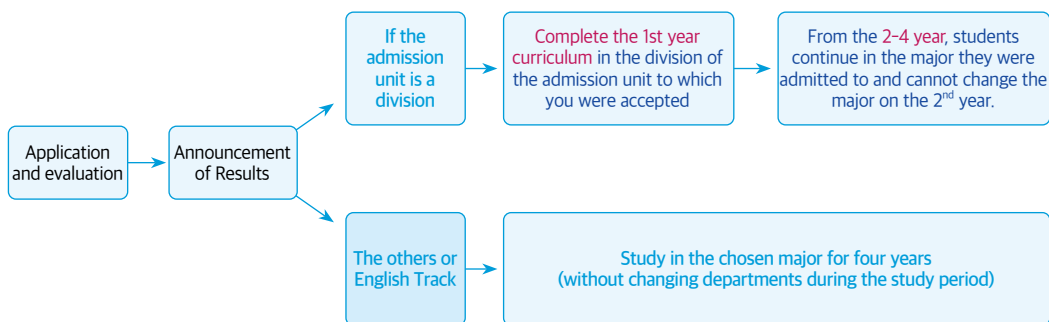 Application
and evaluation
Announcement
of Results
If the
admission
unit is a
division
Complete the 1st year
curriculum in the division of
the admission unit to which
you were accepted
From the 2-4 year, students
continue in the major they were
admitted to and cannot change the
major on the 2nd year.
The others or
English Track
Study in the chosen major for four years
(without changing departments during the study period)